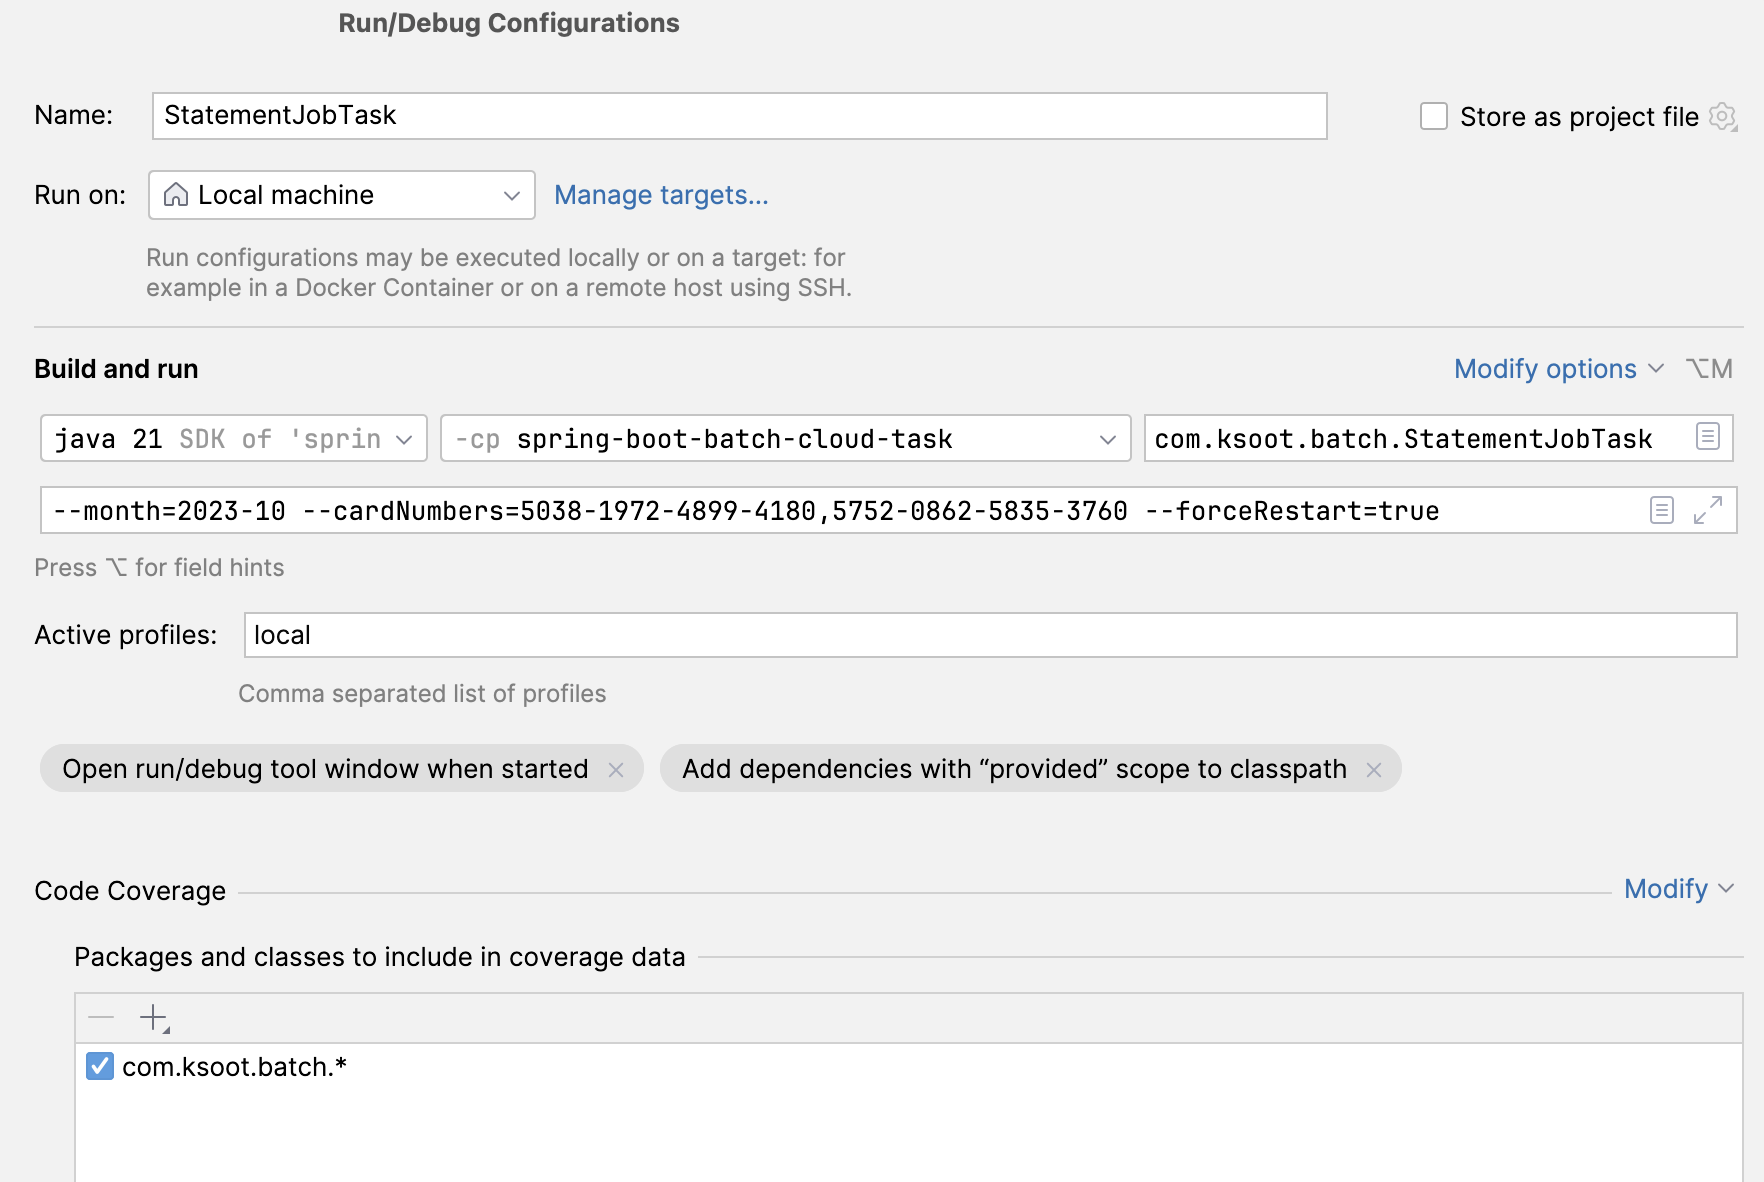 Run/Debug Configurations
Name: StatementJobTask Store as project file
Run on: Local machine Manage targets...
Run configurations may be executed locally or on a target: for
example in a Docker Container or on a remote host using SSH.
Build and run Modify options ⌥M
java 21 SDK of 'sprin -cp spring-boot-batch-cloud-task com.ksoot.batch.StatementJobTask
--month=2023-10 --cardNumbers=5038-1972-4899-4180,5752-0862-5835-3760 --forceRestart=true
Press ⌥ for field hints
Active profiles: local
Comma separated list of profiles
Open run/debug tool window when started × Add dependencies with “provided” scope to classpath ×
Code Coverage Modify
Packages and classes to include in coverage data
com.ksoot.batch.*